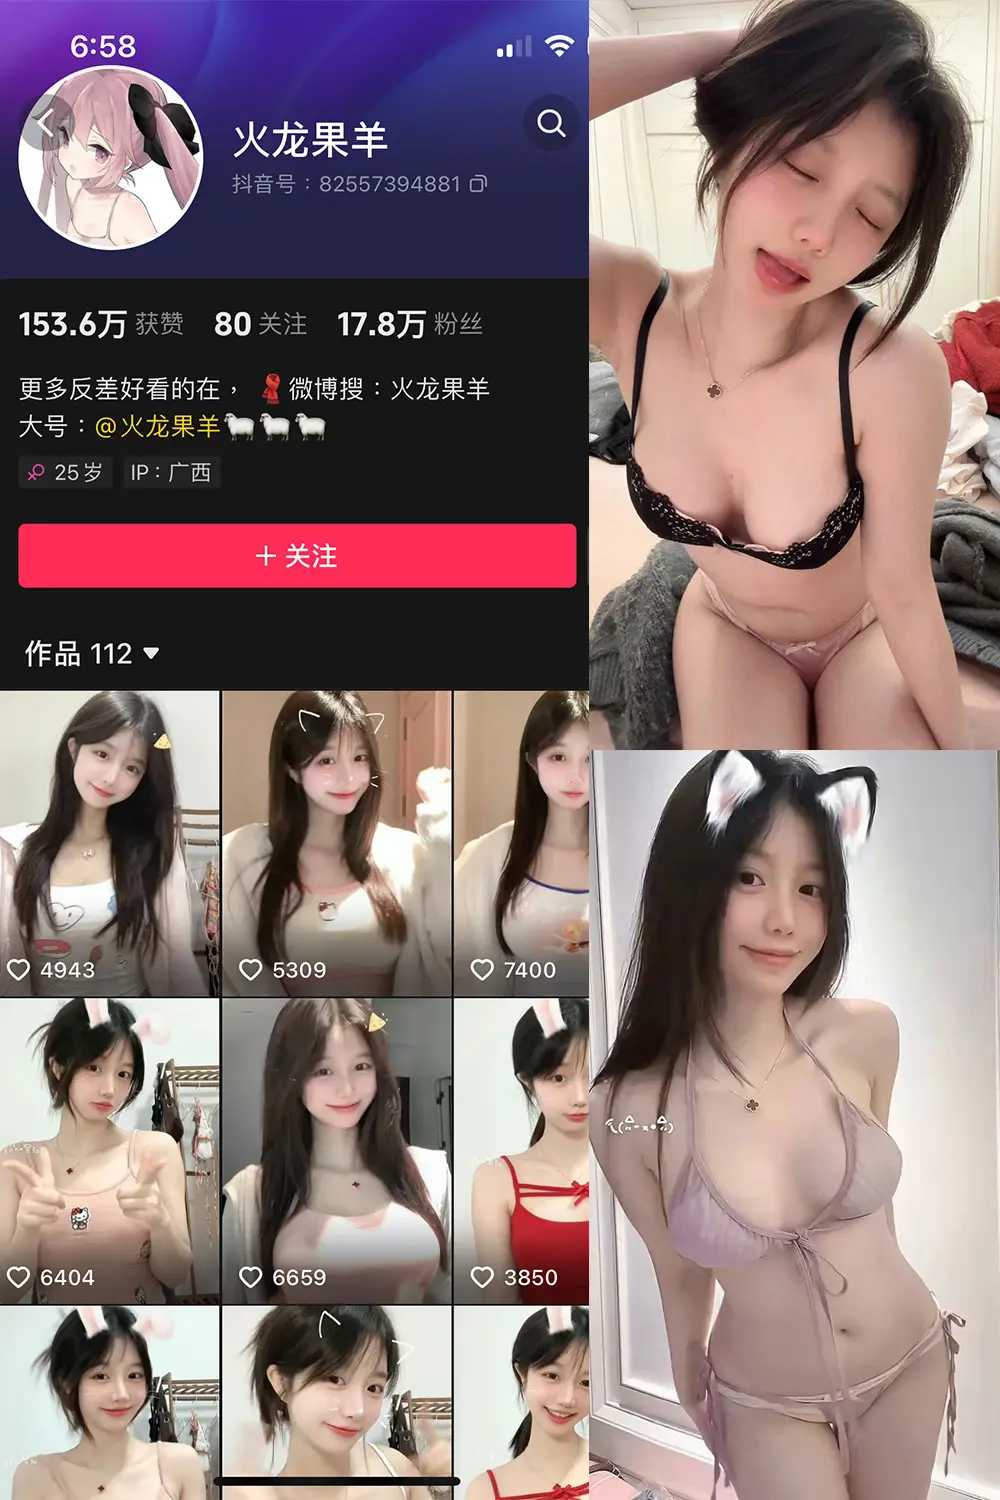 6:58
火龙果羊
抖音号：82557394881
153.6万 获赞 80 关注 17.8万 粉丝
更多反差好看的在，🧣微博搜：火龙果羊
大号：@火龙果羊🐑🐑🐑
25岁 IP：广西
+ 关注
作品 112
4943 5309 7400
6404 6659 3850